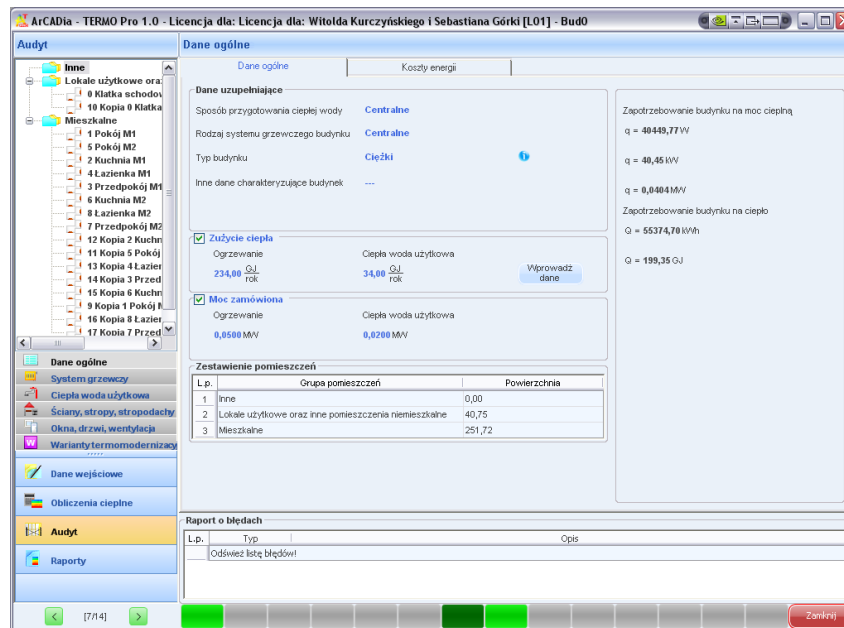 ArCADia - TERMO Pro 1.0 - Licencja dla: Licencja dla: Witolda Kurczyńskiego i Sebastiana Górki [L01] - Bud0
Audyt
Inne
Lokale użytkowe ora
0 Klatka schodov
10 Kopia 0 Klatka
Mieszkalne
1 Pokój M1
5 Pokój M2
2 Kuchnia M1
4 Łazienka M1
3 Przedpokój M1
6 Kuchnia M2
8 Łazienka M2
7 Przedpokój M2
12 Kopia 2 Kuchn
11 Kopia 5 Pokój
13 Kopia 4 Łazier
14 Kopia 3 Przed
15 Kopia 6 Kuchn
9 Kopia 1 Pokój M
16 Kopia 8 Łazier
17 Kopia 7 Przed
Dane ogólne
System grzewczy
Ciepła woda użytkowa
Ściany, stropy, stropodachy
Okna, drzwi, wentylacja
Warianty termomodernizacy
Dane wejściowe
Obliczenia cieplne
Audyt
Raporty
[7/14]
Dane ogólne
Dane ogólne Koszty energii
Dane uzupełniające
Sposób przygotowania ciepłej wody Centralne
Rodzaj systemu grzewczego budynku Centralne
Typ budynku Ciężki
Inne dane charakteryzujące budynek ---
Zużycie ciepła
Ogrzewanie Ciepła woda użytkowa
234,00 GJ/rok 34,00 GJ/rok
Wprowadź dane
Moc zamówiona
Ogrzewanie Ciepła woda użytkowa
0,0500 MW 0,0200 MW
Zestawienie pomieszczeń
L.p. Grupa pomieszczeń Powierzchnia
1 Inne 0,00
2 Lokale użytkowe oraz inne pomieszczenia niemieszkalne 40,75
3 Mieszkalne 251,72
Zapotrzebowanie budynku na moc cieplną
q = 40449,77 W
q = 40,45 kW
q = 0,0404 MW
Zapotrzebowanie budynku na ciepło
Q = 55374,70 kWh
Q = 199,35 GJ
Raport o błędach
L.p. Typ Opis
Odśwież listę błędów!
Zamknij